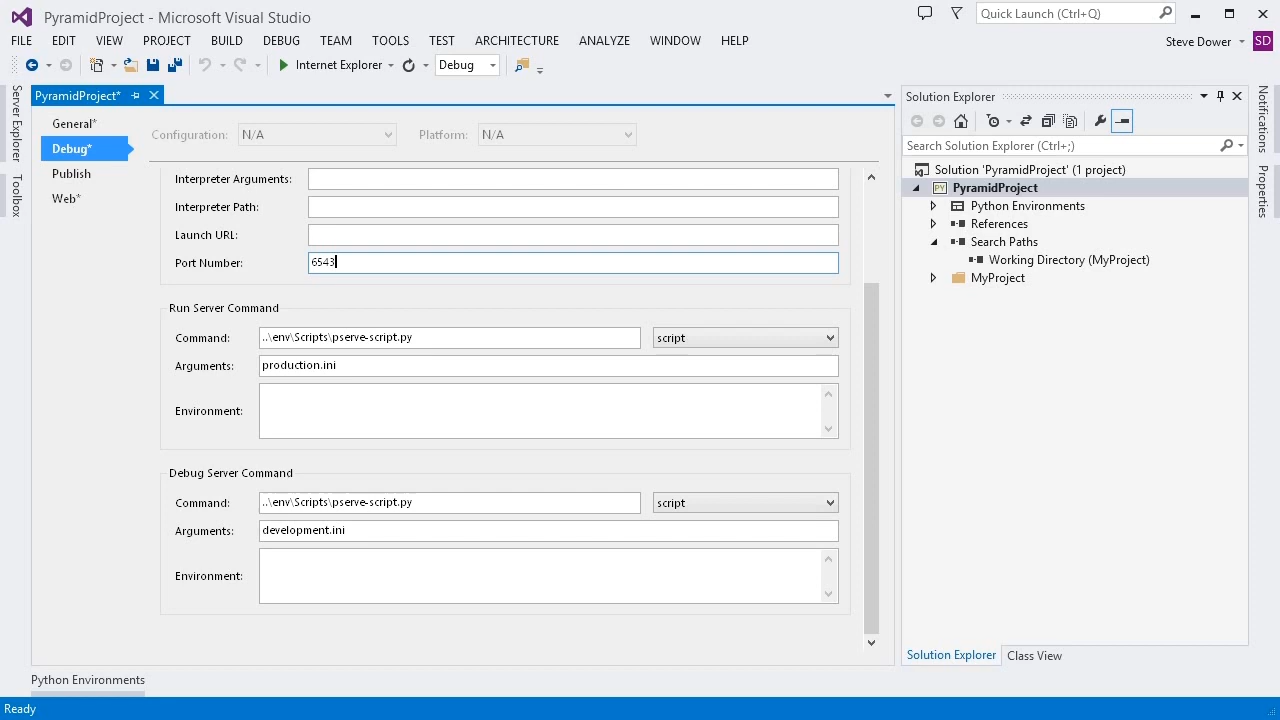 PyramidProject - Microsoft Visual Studio
Quick Launch (Ctrl+Q)
FILE EDIT VIEW PROJECT BUILD DEBUG TEAM TOOLS TEST ARCHITECTURE ANALYZE WINDOW HELP
Steve Dower SD
Internet Explorer Debug
Server Explorer
Toolbox
PyramidProject*
General*
Debug*
Publish
Web*
Configuration: N/A Platform: N/A
Interpreter Arguments:
Interpreter Path:
Launch URL:
Port Number: 6543
Run Server Command
Command: ..\env\Scripts\pserve-script.py script
Arguments: production.ini
Environment:
Debug Server Command
Command: ..\env\Scripts\pserve-script.py script
Arguments: development.ini
Environment:
Solution Explorer
Search Solution Explorer (Ctrl+;)
Solution 'PyramidProject' (1 project)
PY PyramidProject
Python Environments
References
Search Paths
Working Directory (MyProject)
MyProject
Solution Explorer Class View
Notifications
Properties
Python Environments
Ready